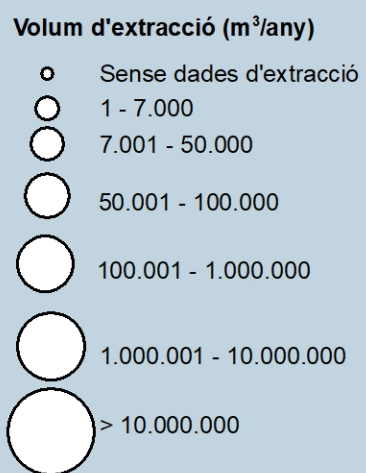 Volum d'extracció (m³/any)
Sense dades d'extracció
1 - 7.000
7.001 - 50.000
50.001 - 100.000
100.001 - 1.000.000
1.000.001 - 10.000.000
> 10.000.000